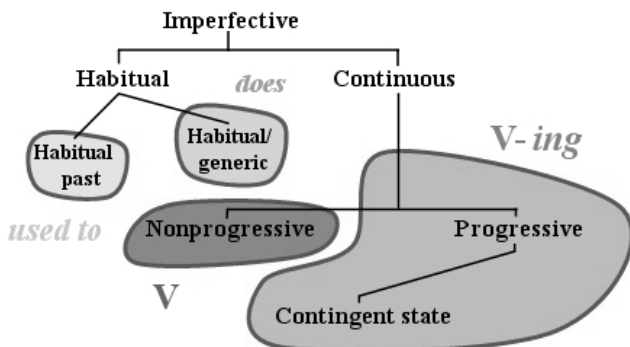 Imperfective
Habitual
does
Continuous
Habitual
past
Habitual/
generic
V- ing
used to
Nonprogressive
Progressive
V
Contingent state